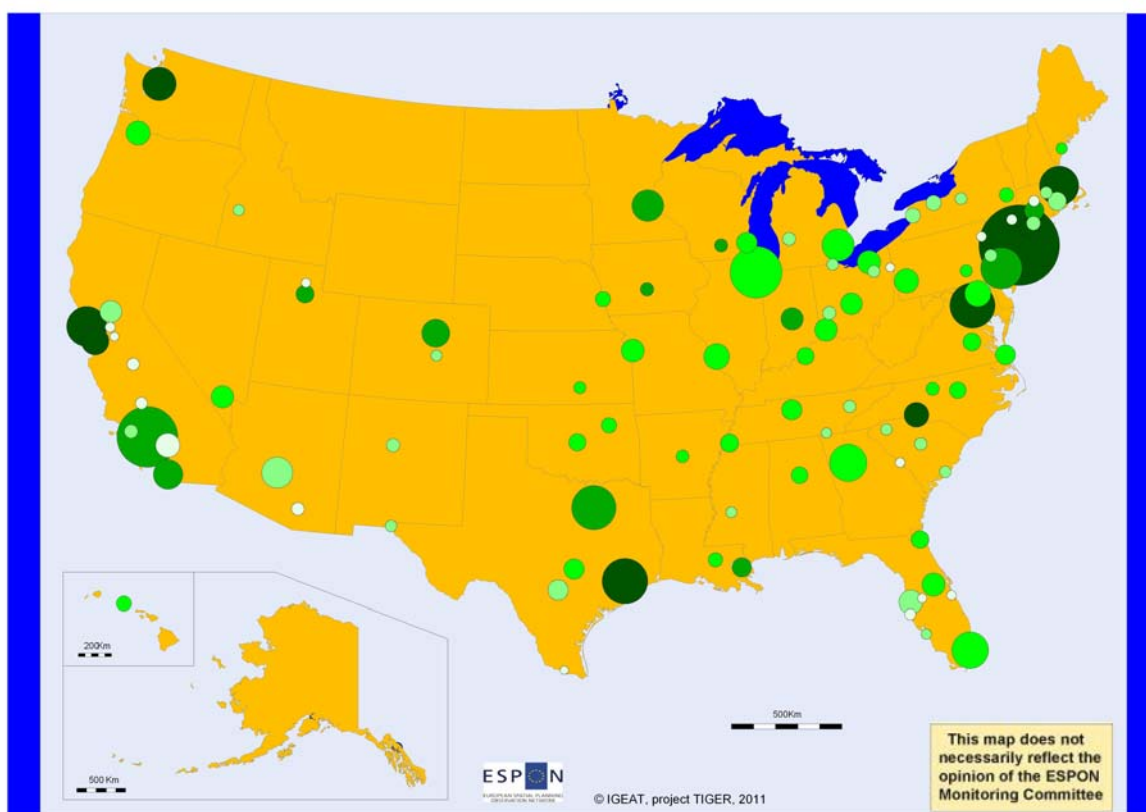 200Km
500 Km
500Km
ESPON
EUROPEAN SPATIAL PLANNING
OBSERVATION NETWORK
© IGEAT, project TIGER, 2011
This map does not
necessarily reflect the
opinion of the ESPON
Monitoring Committee